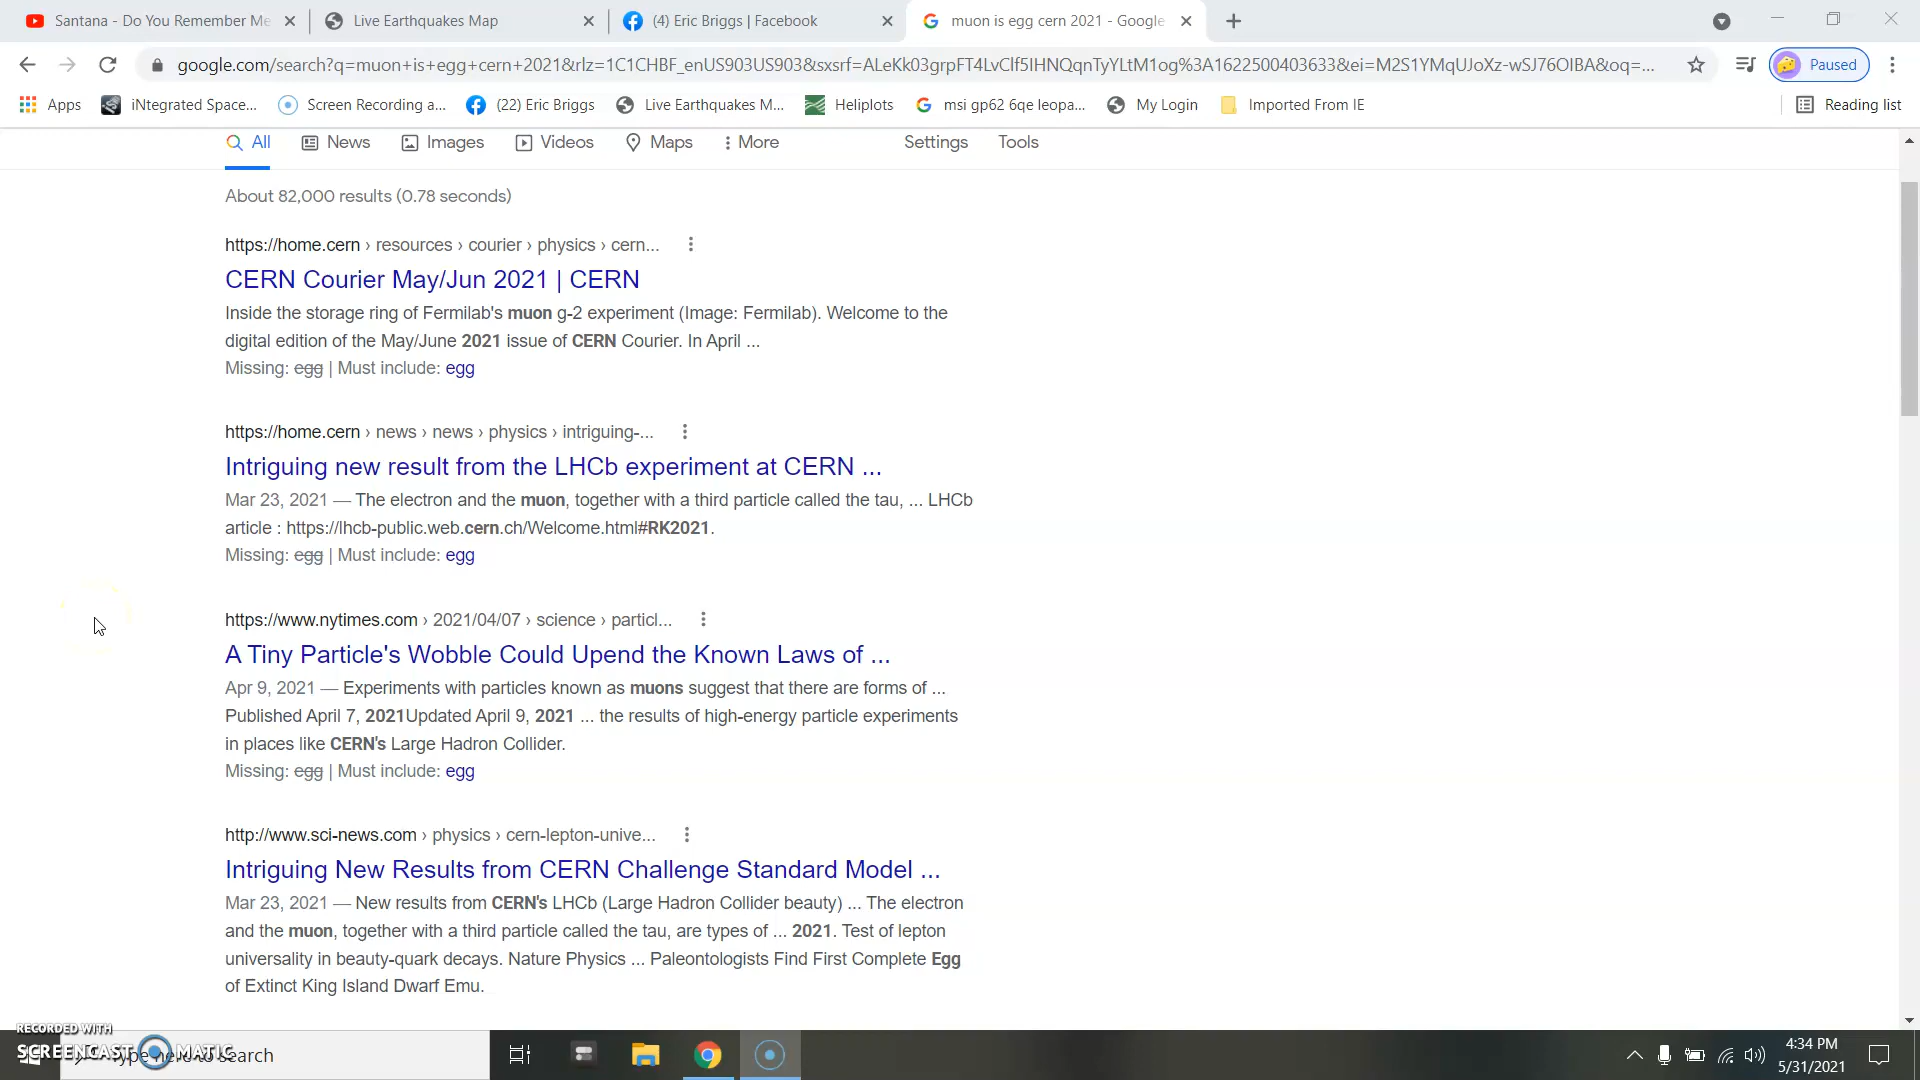 Santana - Do You Remember Me
Live Earthquakes Map
(4) Eric Briggs | Facebook
muon is egg cern 2021 - Google
google.com/search?q=muon+is+egg+cern+2021&rlz=1C1CHBF_enUS903US903&sxsrf=ALeKk03grpFT4LvClf5IHNQqnTyYLtM1og%3A1622500403633&ei=M2S1YMqUJoXz-wSJ76OIBA&oq=...
Paused
Apps
iNtegrated Space...
Screen Recording a...
(22) Eric Briggs
Live Earthquakes M...
Heliplots
msi gp62 6qe leopa...
My Login
Imported From IE
Reading list
All
News
Images
Videos
Maps
More
Settings
Tools
About 82,000 results (0.78 seconds)
https://home.cern › resources › courier › physics › cern...
CERN Courier May/Jun 2021 | CERN
Inside the storage ring of Fermilab's muon g-2 experiment (Image: Fermilab). Welcome to the
digital edition of the May/June 2021 issue of CERN Courier. In April ...
Missing: egg | Must include: egg
https://home.cern › news › news › physics › intriguing-...
Intriguing new result from the LHCb experiment at CERN ...
Mar 23, 2021 — The electron and the muon, together with a third particle called the tau, ... LHCb
article : https://lhcb-public.web.cern.ch/Welcome.html#RK2021.
Missing: egg | Must include: egg
https://www.nytimes.com › 2021/04/07 › science › particl...
A Tiny Particle's Wobble Could Upend the Known Laws of ...
Apr 9, 2021 — Experiments with particles known as muons suggest that there are forms of ...
Published April 7, 2021Updated April 9, 2021 ... the results of high-energy particle experiments
in places like CERN's Large Hadron Collider.
Missing: egg | Must include: egg
http://www.sci-news.com › physics › cern-lepton-unive...
Intriguing New Results from CERN Challenge Standard Model ...
Mar 23, 2021 — New results from CERN's LHCb (Large Hadron Collider beauty) ... The electron
and the muon, together with a third particle called the tau, are types of ... 2021. Test of lepton
universality in beauty-quark decays. Nature Physics ... Paleontologists Find First Complete Egg
of Extinct King Island Dwarf Emu.
RECORDED WITH
SCREENCAST MATIC
Type here to search
4:34 PM
5/31/2021